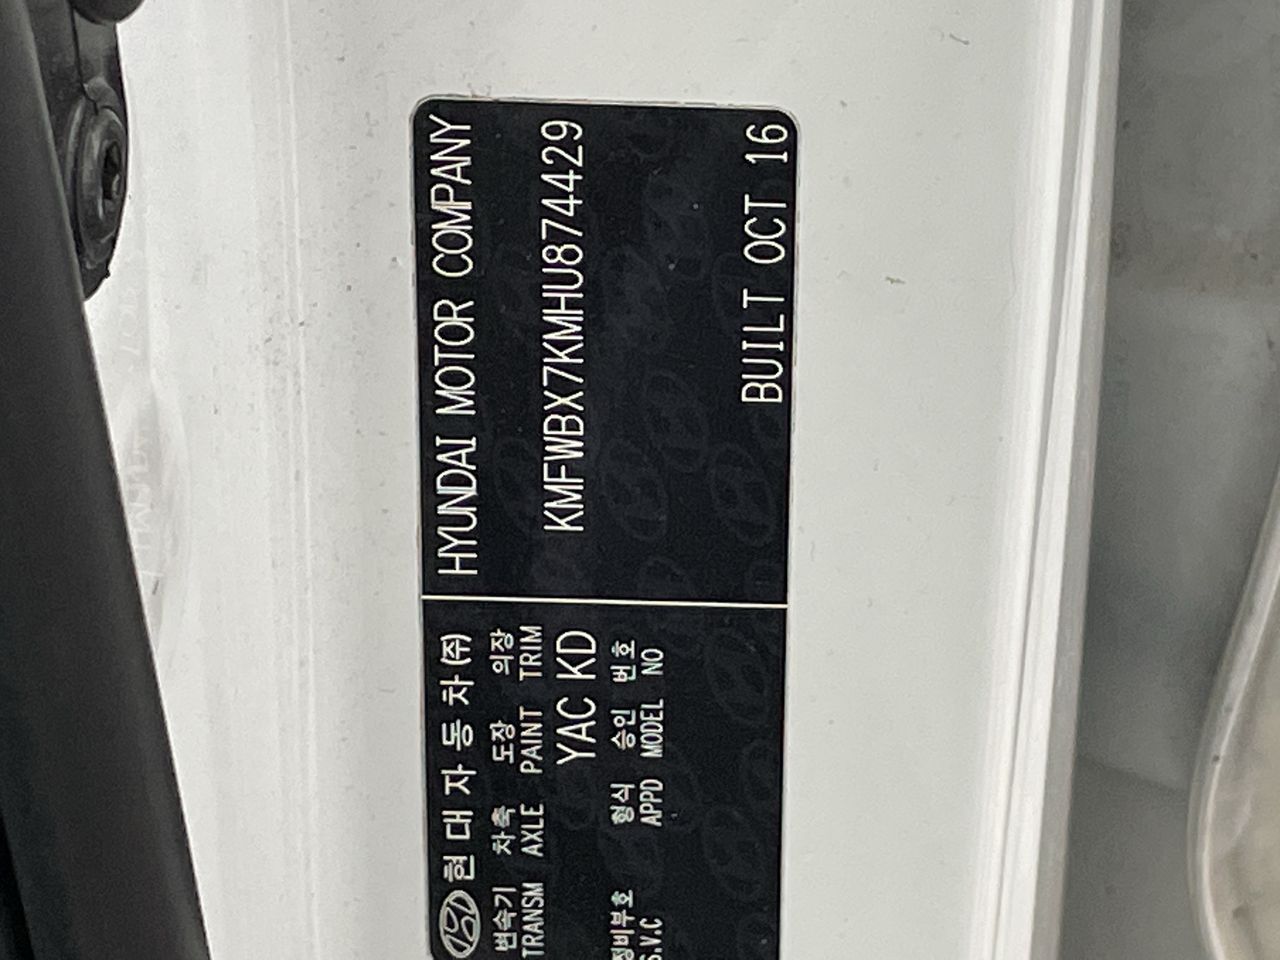 현대자동차(주)
변속기 차축 도장 의장
TRANSM AXLE PAINT TRIM
YAC KD
정비부호 형식 승인 번호
S.V.C APPD MODEL NO
HYUNDAI MOTOR COMPANY
KMFWBX7KMHU874429
BUILT OCT 16